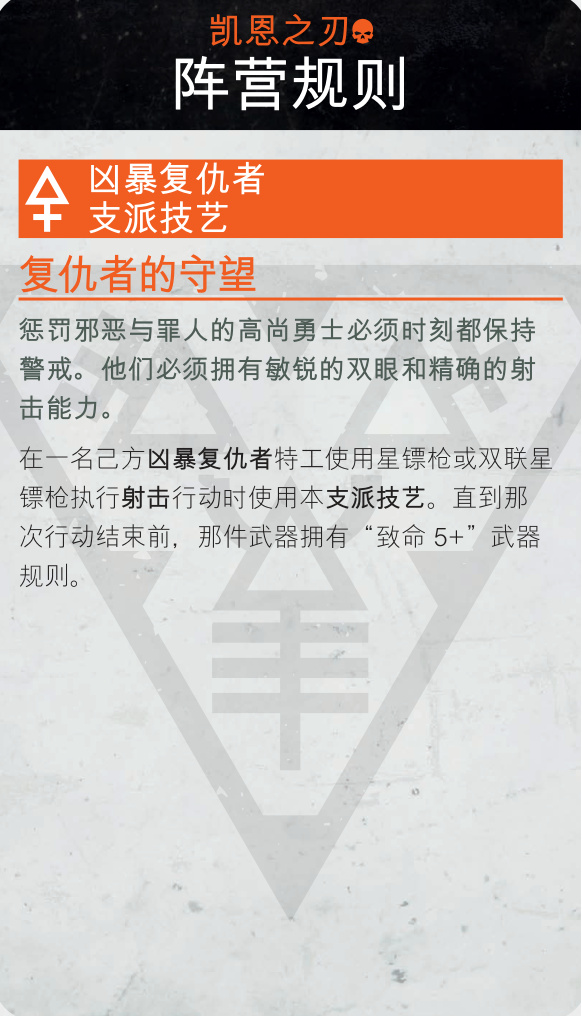 凯恩之刃
阵营规则
凶暴复仇者
支派技艺
复仇者的守望
惩罚邪恶与罪人的高尚勇士必须时刻都保持
警戒。他们必须拥有敏锐的双眼和精确的射
击能力。
在一名己方凶暴复仇者特工使用星镖枪或双联星
镖枪执行射击行动时使用本支派技艺。直到那
次行动结束前，那件武器拥有“致命 5+”武器
规则。